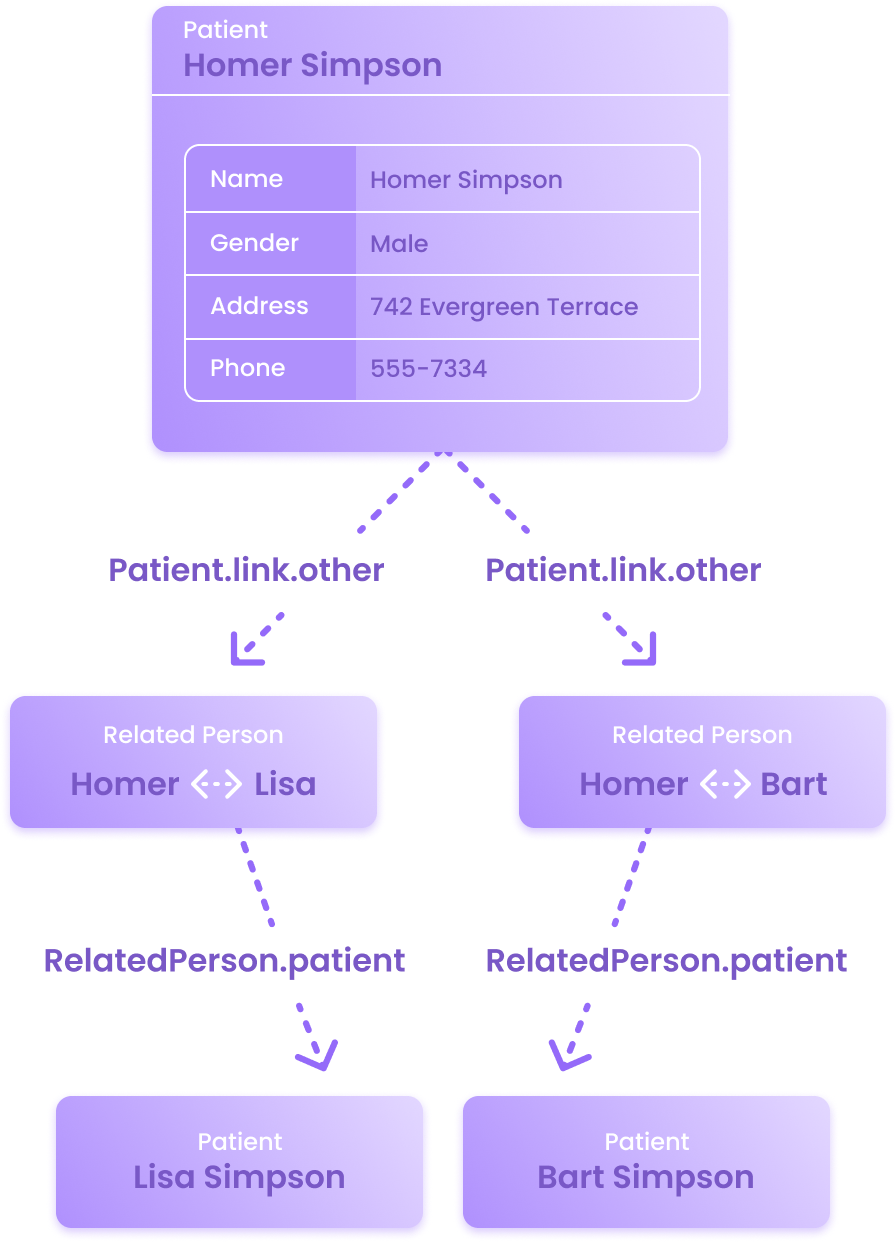 Patient
Homer Simpson
Name Homer Simpson
Gender Male
Address 742 Evergreen Terrace
Phone 555-7334
Patient.link.other Patient.link.other
Related Person
Homer Lisa
Related Person
Homer Bart
RelatedPerson.patient RelatedPerson.patient
Patient
Lisa Simpson
Patient
Bart Simpson